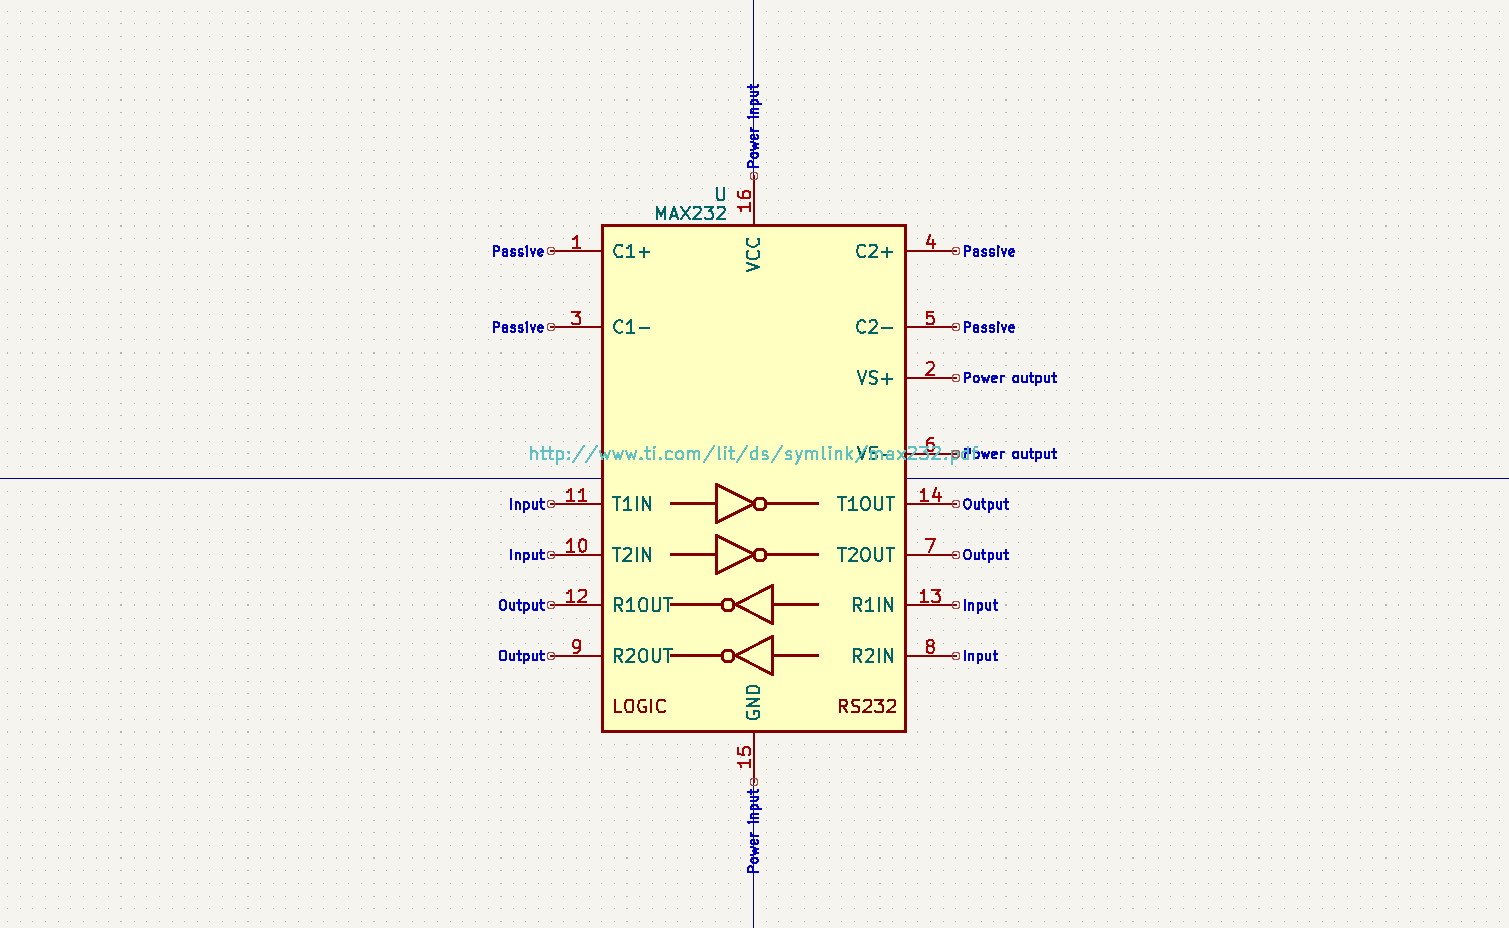 Power input
16
U
MAX232
VCC
Passive 1 C1+ C2+ 4 Passive
Passive 3 C1- C2- 5 Passive
VS+ 2 Power output
VS- 6 Power output
http://www.ti.com/lit/ds/symlink/max232.pdf
Input 11 T1IN T1OUT 14 Output
Input 10 T2IN T2OUT 7 Output
Output 12 R1OUT R1IN 13 Input
Output 9 R2OUT R2IN 8 Input
LOGIC GND RS232
15
Power input